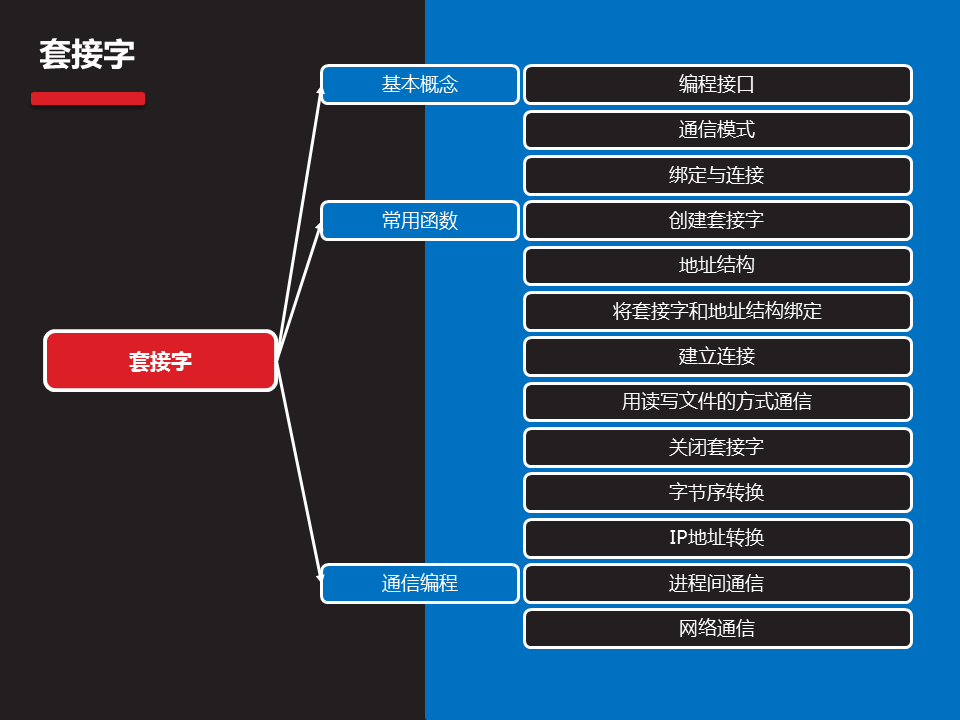 套接字
基本概念
编程接口
通信模式
绑定与连接
常用函数
创建套接字
地址结构
将套接字和地址结构绑定
建立连接
用读写文件的方式通信
关闭套接字
字节序转换
IP地址转换
套接字
通信编程
进程间通信
网络通信